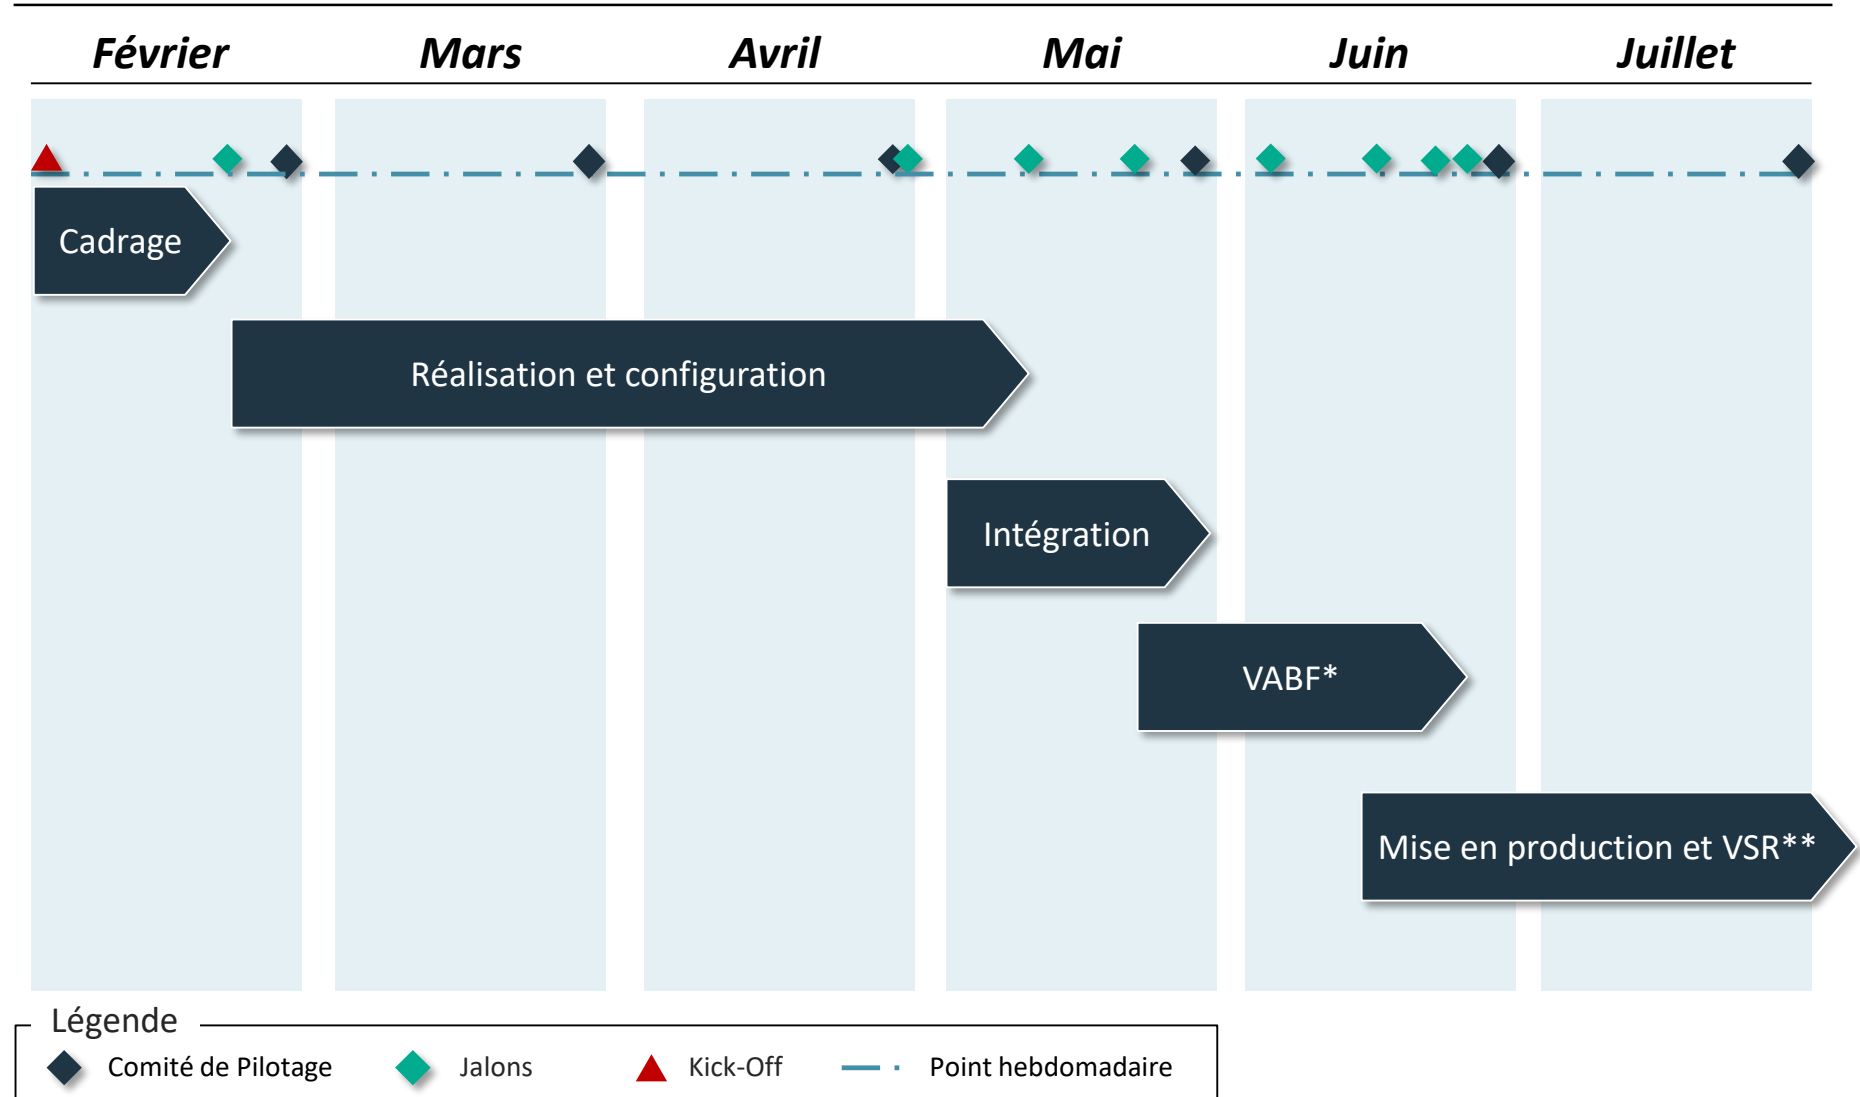 Février Mars Avril Mai Juin Juillet
Cadrage
Réalisation et configuration
Intégration
VABF*
Mise en production et VSR**
Légende
Comité de Pilotage Jalons Kick-Off Point hebdomadaire